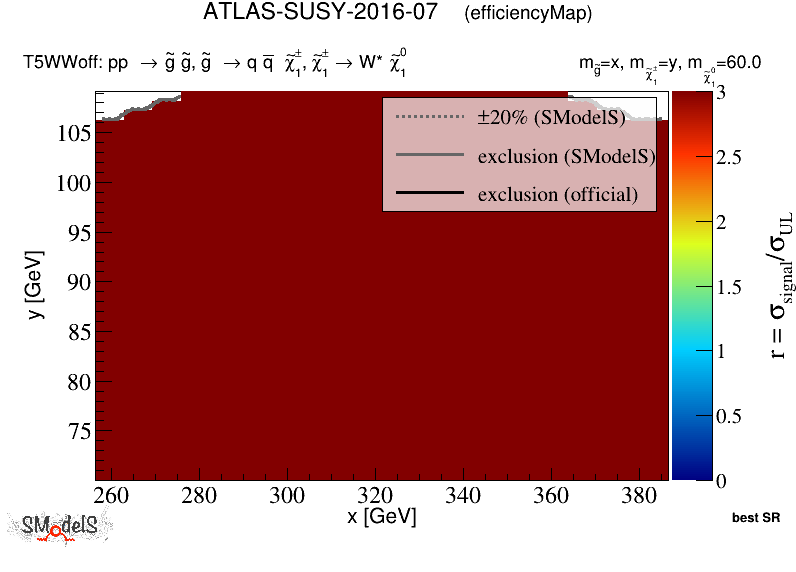 ATLAS-SUSY-2016-07 (efficiencyMap)
T5WWoff: pp → g̃ g̃, g̃ → q q̅ χ̃₁±, χ̃₁± → W* χ̃₁⁰ m_g̃=x, m_χ̃₁±=y, m_χ̃₁⁰=60.0
±20% (SModelS)
exclusion (SModelS)
exclusion (official)
105
100
95
90
85
80
75
y [GeV]
260 280 300 320 340 360 380
x [GeV]
3
2.5
2
1.5
1
0.5
0
r = σ_signal/σ_UL
best SR
SModelS